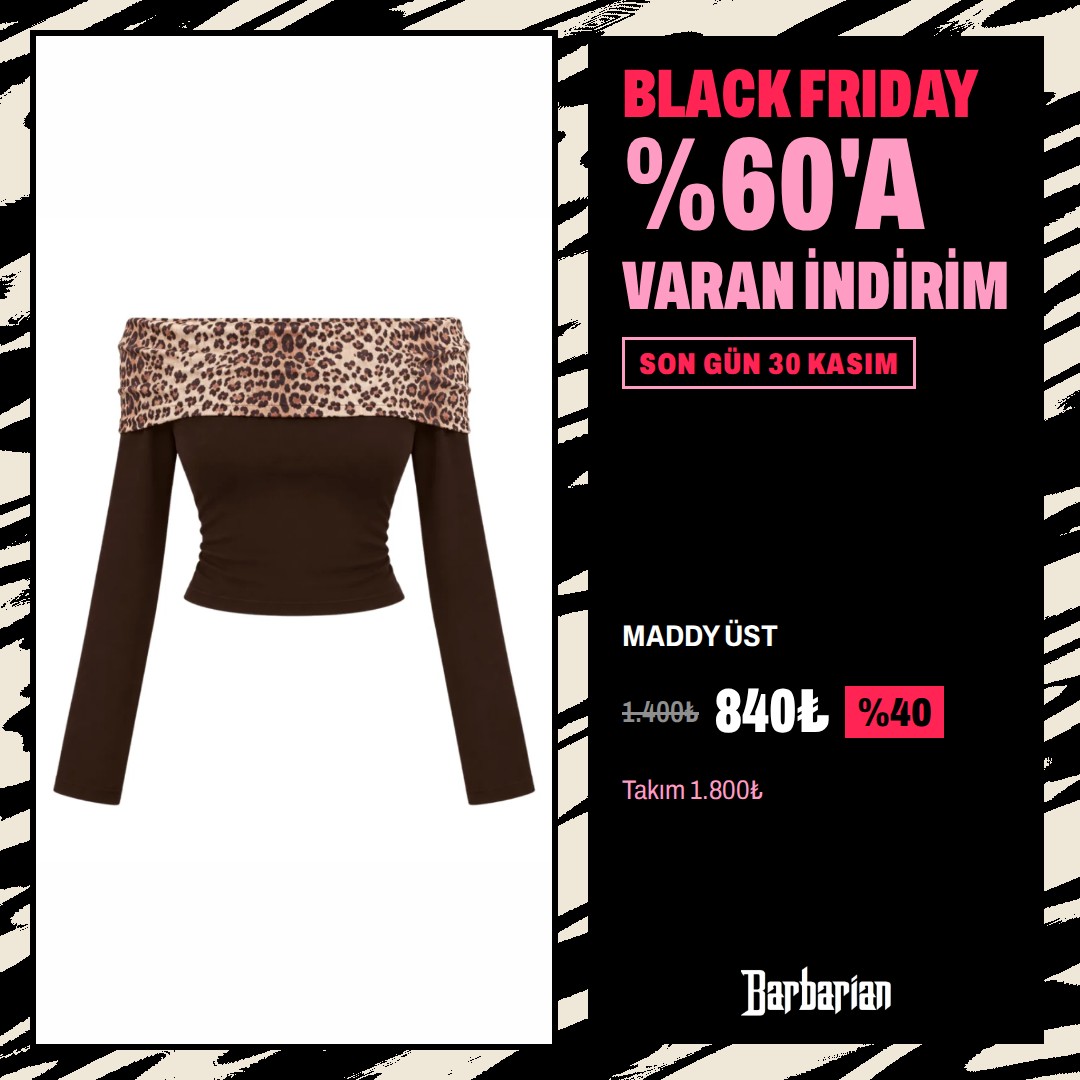 BLACK FRIDAY
%60'A
VARAN İNDİRİM
SON GÜN 30 KASIM
MADDY ÜST
1.400₺ 840₺ %40
Takım 1.800₺
Barbarian